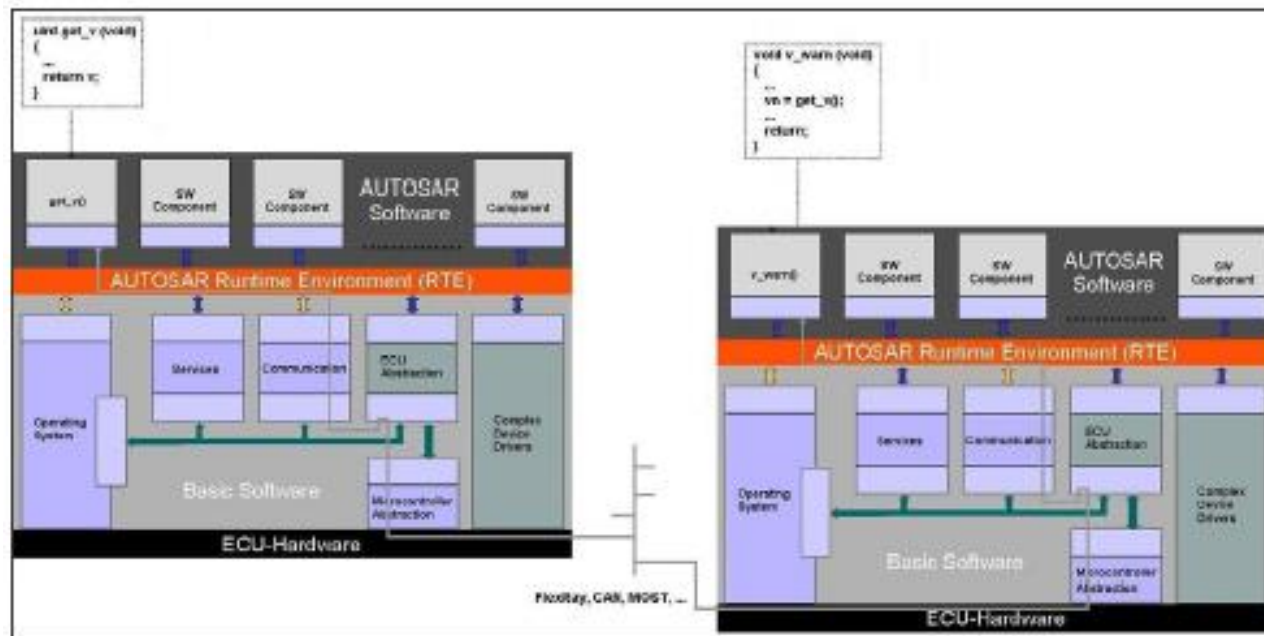 uint get_v (void)
{
...
return v;
}
void v_warn (void)
{
...
vn = get_v();
...
return;
}
get_v()
SW
Component
SW
Component
AUTOSAR
Software
SW
Component
AUTOSAR Runtime Environment (RTE)
Operating
System
Services
Communication
ECU
Abstraction
Complex
Device
Drivers
Basic Software
Microcontroller
Abstraction
ECU-Hardware
v_warn()
SW
Component
SW
Component
AUTOSAR
Software
SW
Component
AUTOSAR Runtime Environment (RTE)
Operating
System
Services
Communication
ECU
Abstraction
Complex
Device
Drivers
Basic Software
Microcontroller
Abstraction
ECU-Hardware
FlexRay, CAN, MOST, ...